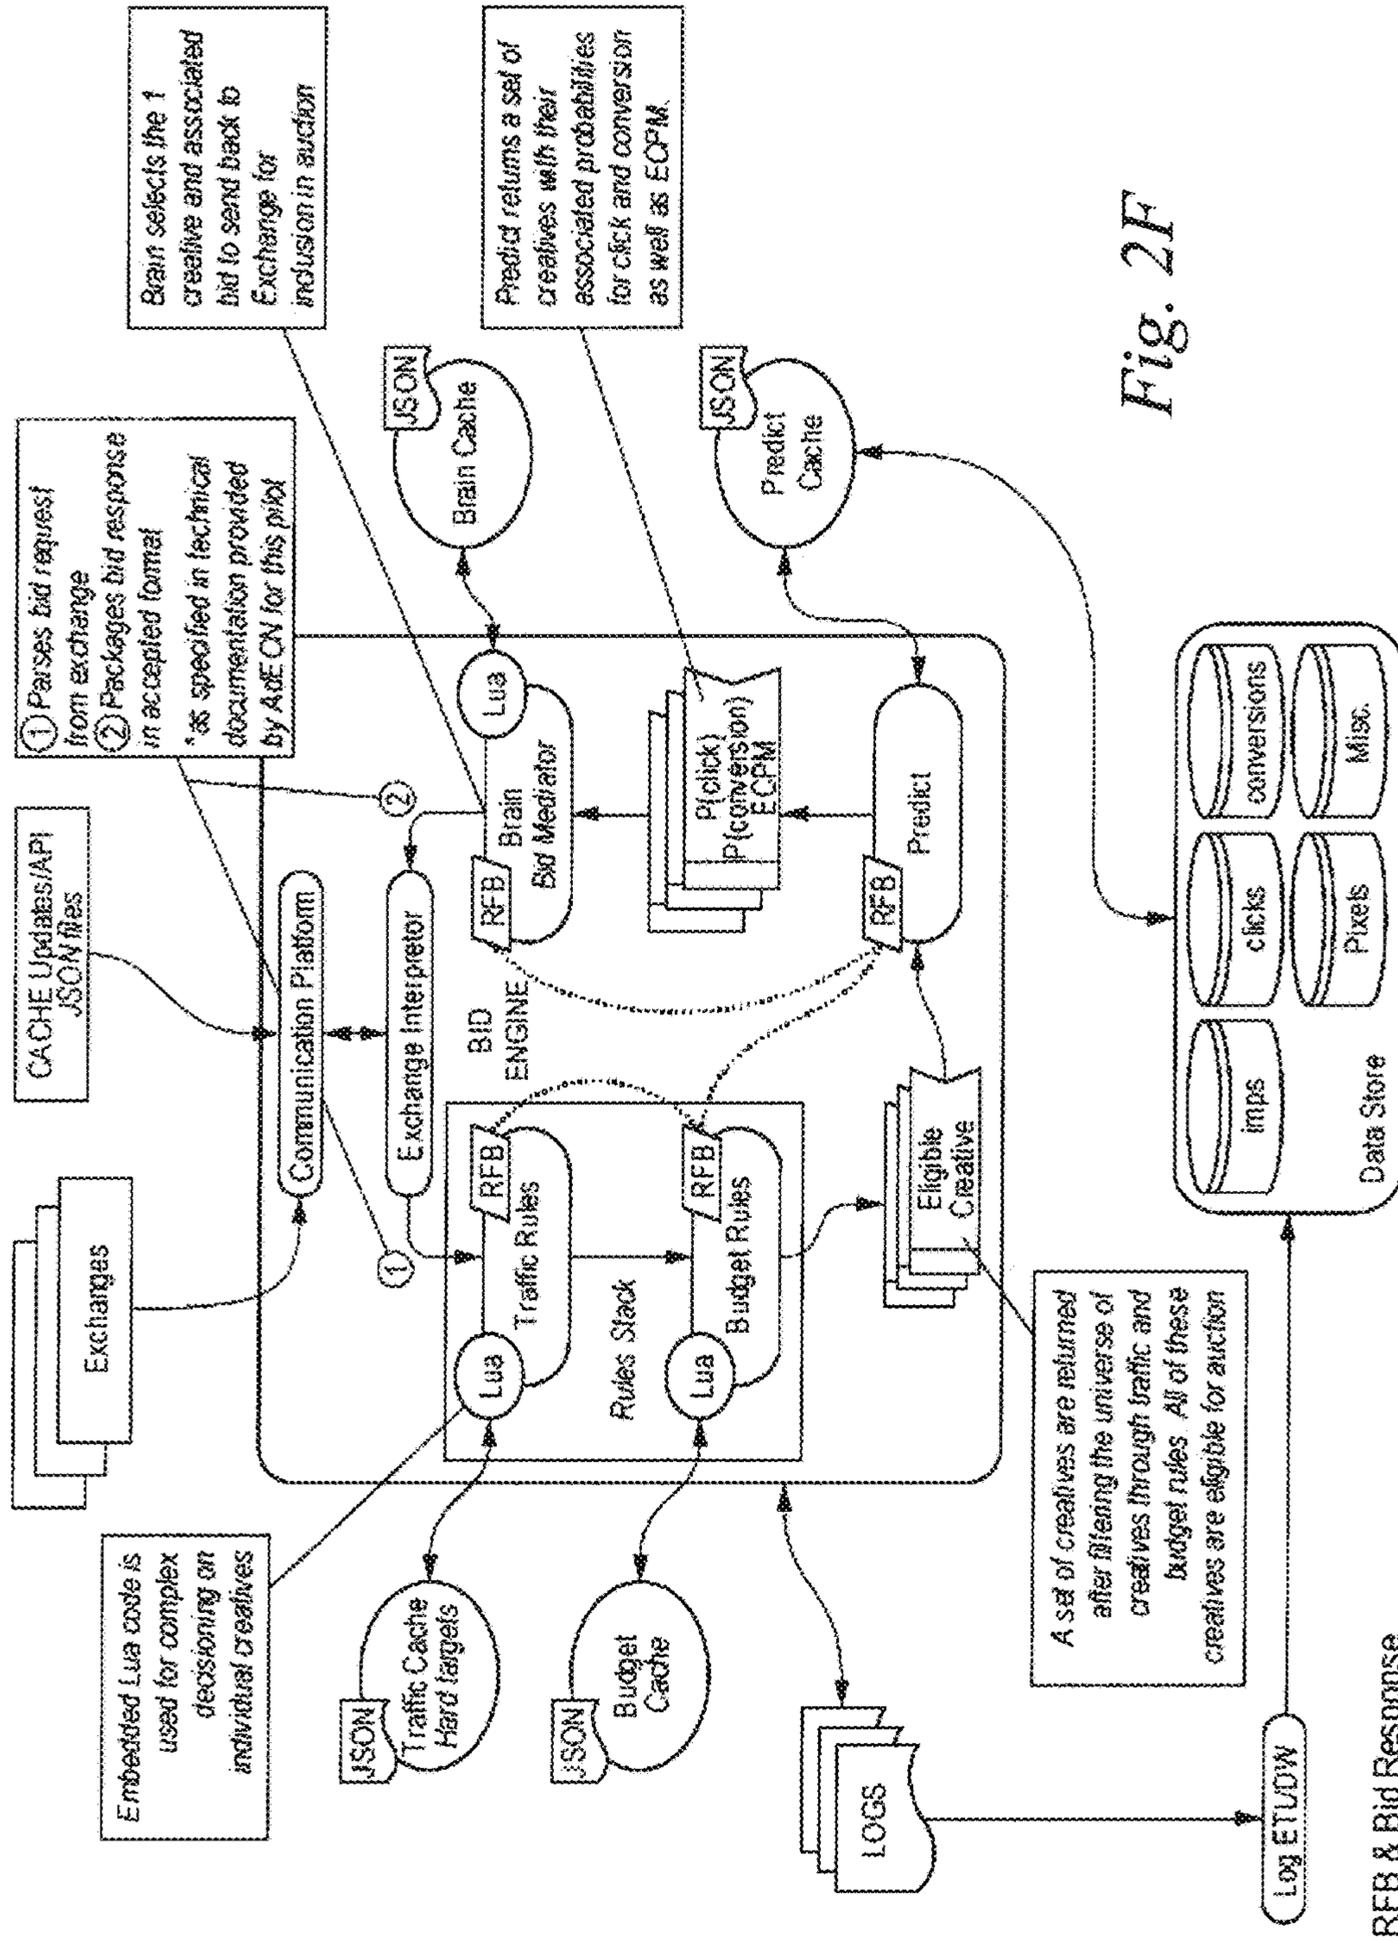 Exchanges
CACHE Updates/API
JSON files
① Parses bid request
from exchange
② Packages bid response
in accepted format
*as specified in technical
documentation provided
by AdECN for this pilot
Brain selects the 1
creative and associated
bid to send back to
Exchange for
inclusion in auction
Embedded Lua code is
used for complex
decisioning on
individual creatives
Communication Platform
①
②
Exchange Interpretor
BID
ENGINE
JSON
Traffic Cache
Hard targets
Lua
Traffic Rules
RFB
RFB
Brain
Bid Mediator
Lua
JSON
Brain Cache
Rules Stack
JSON
Budget
Cache
Lua
Budget Rules
RFB
P(click)
P(conversion)
ECPM
Predict returns a set of
creatives with their
associated probabilities
for click and conversion
as well as ECPM.
Eligible
Creative
RFB
Predict
JSON
Predict
Cache
LOGS
A set of creatives are returned
after filtering the universe of
creatives through traffic and
budget rules. All of these
creatives are eligible for auction
Log ETL/DW
imps
clicks
conversions
Pixels
Misc.
Data Store
RFB & Bid Response
Fig. 2F